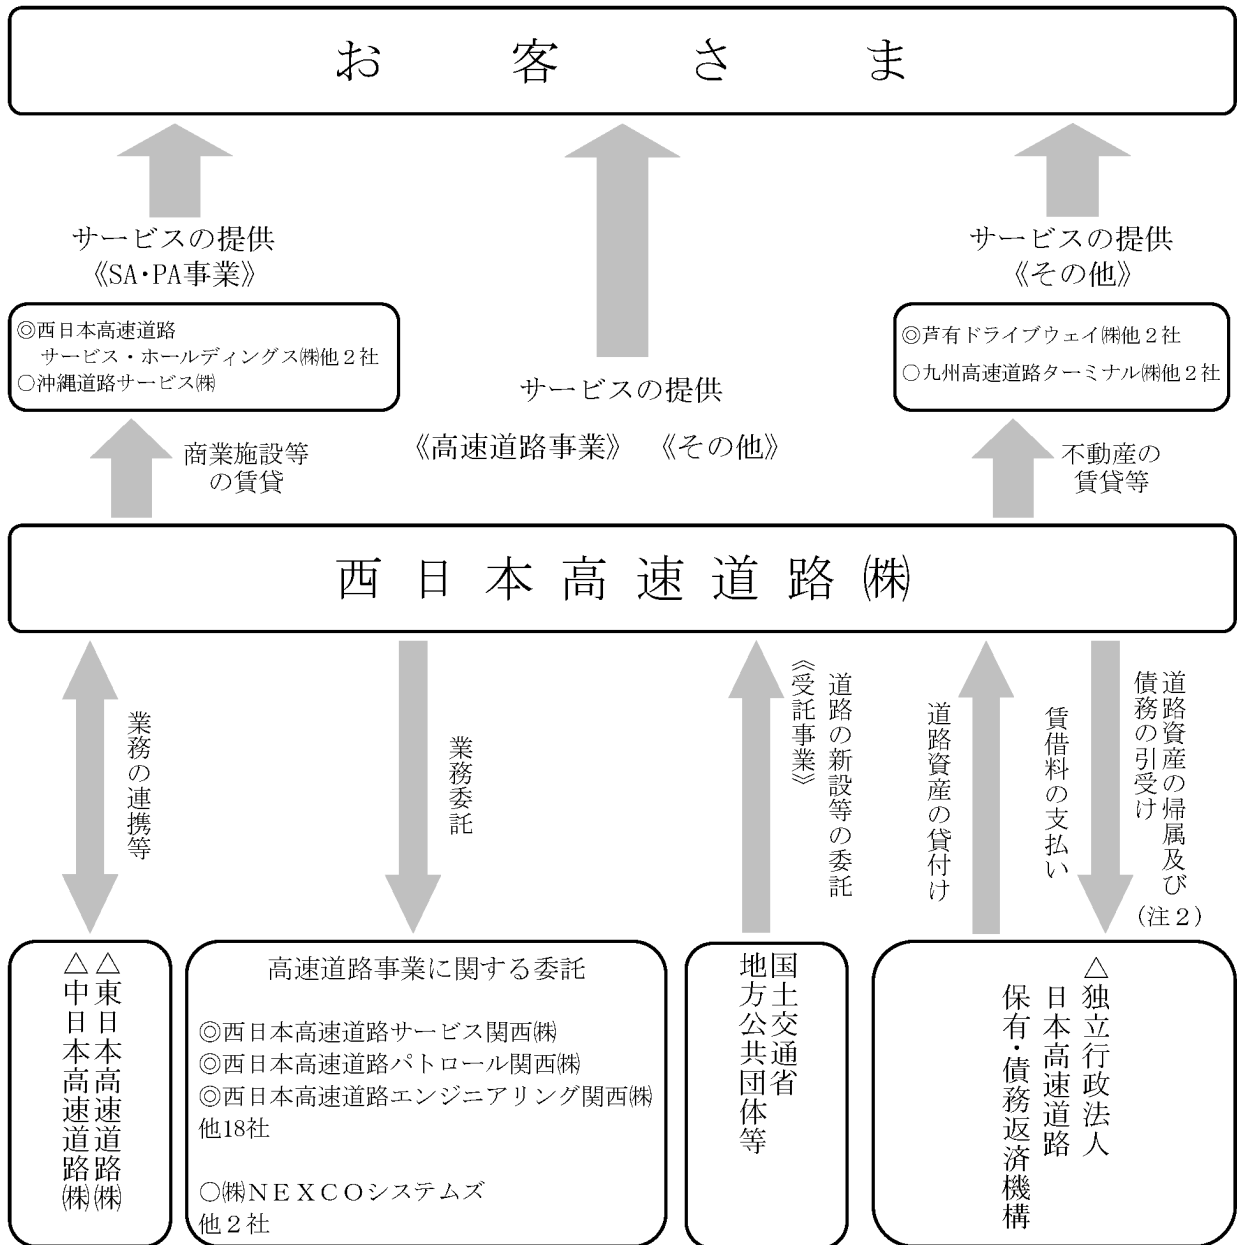 お客さま
サービスの提供
《SA・PA事業》
サービスの提供
《その他》
◎西日本高速道路
サービス・ホールディングス㈱他２社
○沖縄道路サービス㈱
◎芦有ドライブウェイ㈱他２社
○九州高速道路ターミナル㈱他２社
サービスの提供
《高速道路事業》 《その他》
商業施設等
の賃貸
不動産の
賃貸等
西日本高速道路㈱
業務の連携等
業務委託
道路の新設等の委託
《受託事業》
道路資産の貸付け
賃借料の支払い
道路資産の帰属及び
債務の引受け
(注２)
△東日本高速道路㈱
△中日本高速道路㈱
高速道路事業に関する委託
◎西日本高速道路サービス関西㈱
◎西日本高速道路パトロール関西㈱
◎西日本高速道路エンジニアリング関西㈱
他18社
○㈱ＮＥＸＣＯシステムズ
他２社
国土交通省
地方公共団体等
△独立行政法人
日本高速道路
保有・債務返済機構